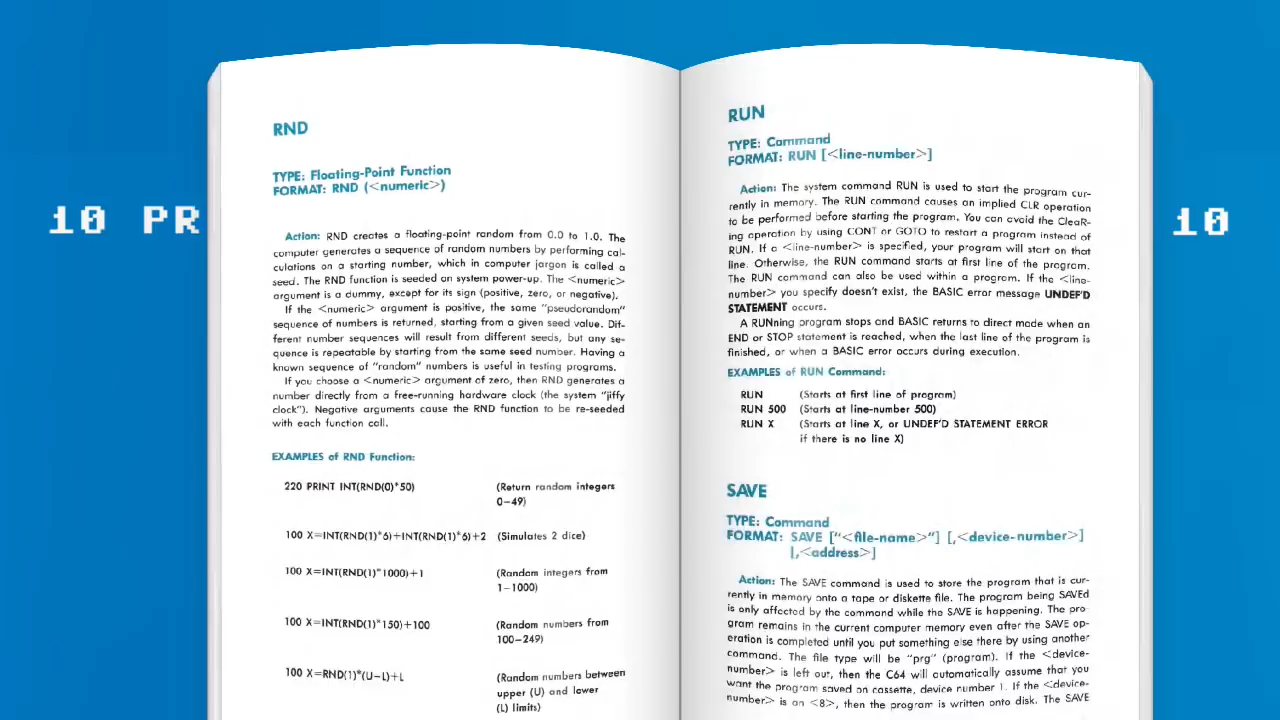 10 PR
RND
TYPE: Floating-Point Function
FORMAT: RND (<numeric>)
Action: RND creates a floating-point random from 0.0 to 1.0. The
computer generates a sequence of random numbers by performing cal-
culations on a starting number, which in computer jargon is called a
seed. The RND function is seeded on system power-up. The <numeric>
argument is a dummy, except for its sign (positive, zero, or negative).
If the <numeric> argument is positive, the same "pseudorandom"
sequence of numbers is returned, starting from a given seed value. Dif-
ferent number sequences will result from different seeds, but any se-
quence is repeatable by starting from the same seed number. Having a
known sequence of "random" numbers is useful in testing programs.
If you choose a <numeric> argument of zero, then RND generates a
number directly from a free-running hardware clock (the system "jiffy
clock"). Negative arguments cause the RND function to be re-seeded
with each function call.
EXAMPLES of RND Function:
220 PRINT INT(RND(0)*50) (Return random integers
0–49)
100 X=INT(RND(1)*6)+INT(RND(1)*6)+2 (Simulates 2 dice)
100 X=INT(RND(1)*1000)+1 (Random integers from
1–1000)
100 X=INT(RND(1)*150)+100 (Random numbers from
100–249)
100 X=RND(1)*(U–L)+L (Random numbers between
upper (U) and lower
(L) limits)
RUN
TYPE: Command
FORMAT: RUN [<line-number>]
Action: The system command RUN is used to start the program cur-
rently in memory. The RUN command causes an implied CLR operation
to be performed before starting the program. You can avoid the CleaR-
ing operation by using CONT or GOTO to restart a program instead of
RUN. If a <line-number> is specified, your program will start on that
line. Otherwise, the RUN command starts at first line of the program.
The RUN command can also be used within a program. If the <line-
number> you specify doesn't exist, the BASIC error message UNDEF'D
STATEMENT occurs.
A RUNning program stops and BASIC returns to direct mode when an
END or STOP statement is reached, when the last line of the program is
finished, or when a BASIC error occurs during execution.
EXAMPLES of RUN Command:
RUN (Starts at first line of program)
RUN 500 (Starts at line-number 500)
RUN X (Starts at line X, or UNDEF'D STATEMENT ERROR
if there is no line X)
SAVE
TYPE: Command
FORMAT: SAVE ["<file-name>"] [,<device-number>]
[,<address>]
Action: The SAVE command is used to store the program that is cur-
rently in memory onto a tape or diskette file. The program being SAVEd
is only affected by the command while the SAVE is happening. The pro-
gram remains in the current computer memory even after the SAVE op-
eration is completed until you put something else there by using another
command. The file type will be "prg" (program). If the <device-
number> is left out, then the C64 will automatically assume that you
want the program saved on cassette, device number 1. If the <device-
number> is an <8>, then the program is written onto disk. The SAVE
10